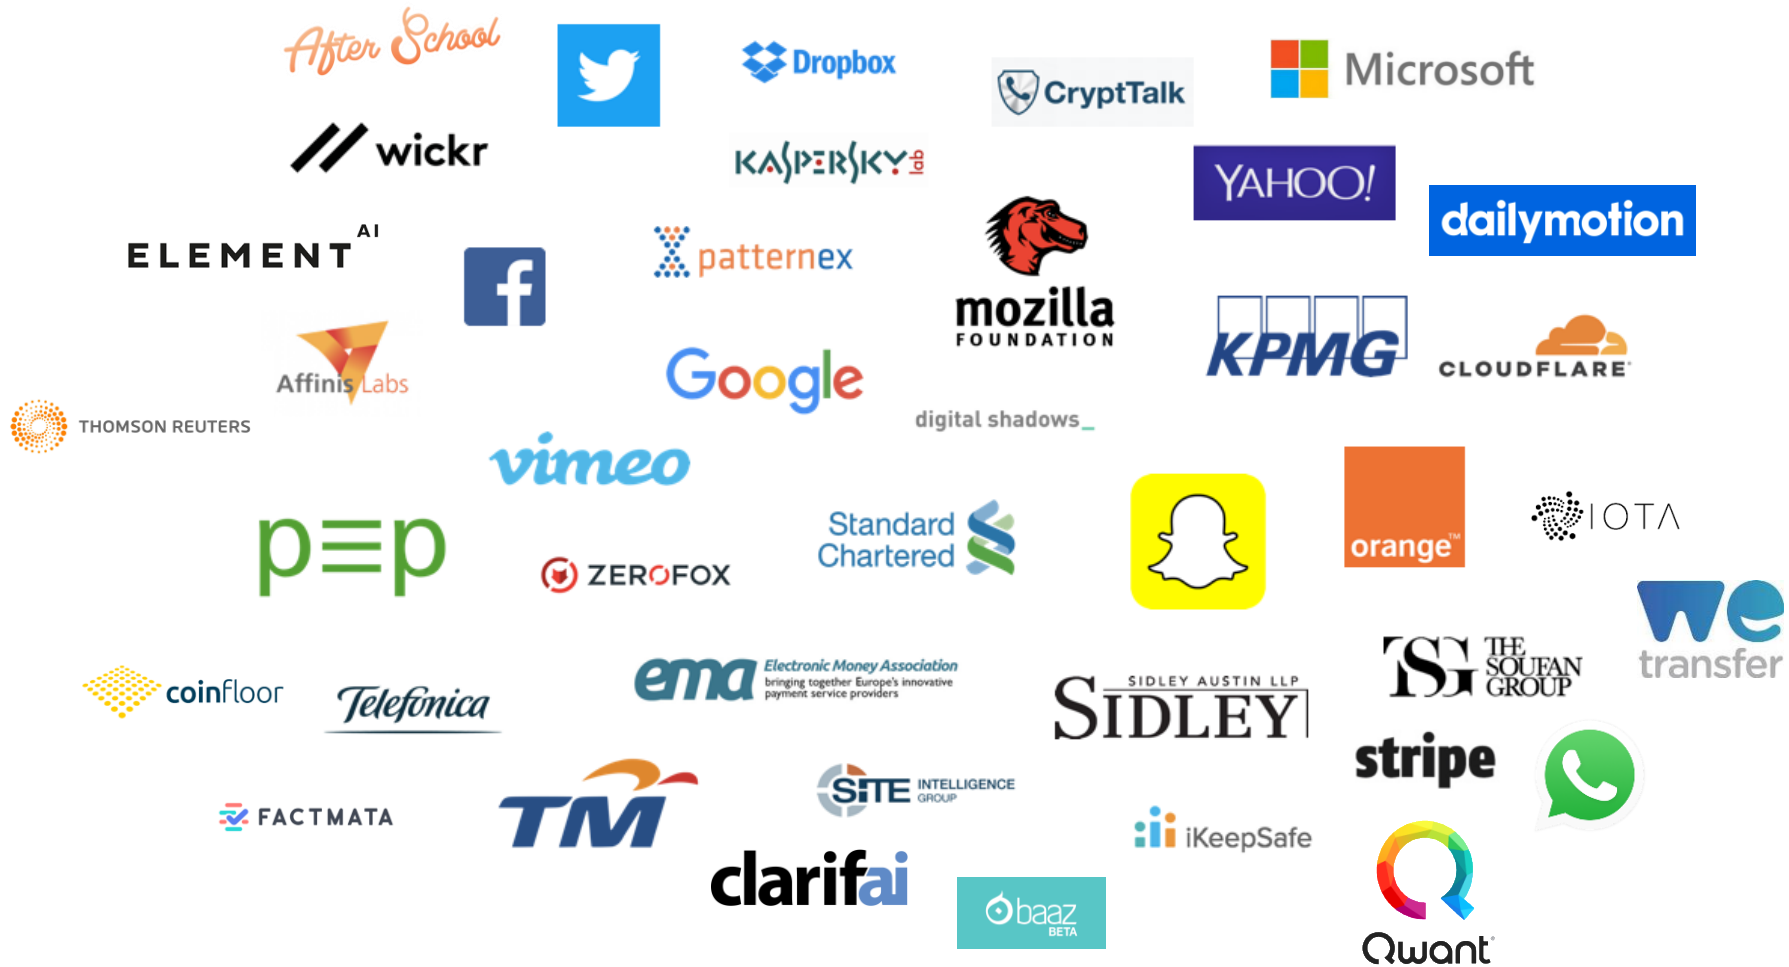 After School
Dropbox
CryptTalk
Microsoft
wickr
KASPERSKY lab
YAHOO!
dailymotion
ELEMENT AI
patternex
mozilla
FOUNDATION
KPMG
CLOUDFLARE
Affinis Labs
Google
digital shadows_
THOMSON REUTERS
vimeo
Standard
Chartered
orange™
IOTA
p≡p
ZEROFOX
we
transfer
THE
SOUFAN
GROUP
TSG
coinfloor
Telefónica
ema
Electronic Money Association
bringing together Europe's innovative
payment service providers
SIDLEY AUSTIN LLP
SIDLEY
stripe
FACTMATA
TM
SITE INTELLIGENCE
GROUP
iKeepSafe
clarifai
baaz
BETA
Qwant